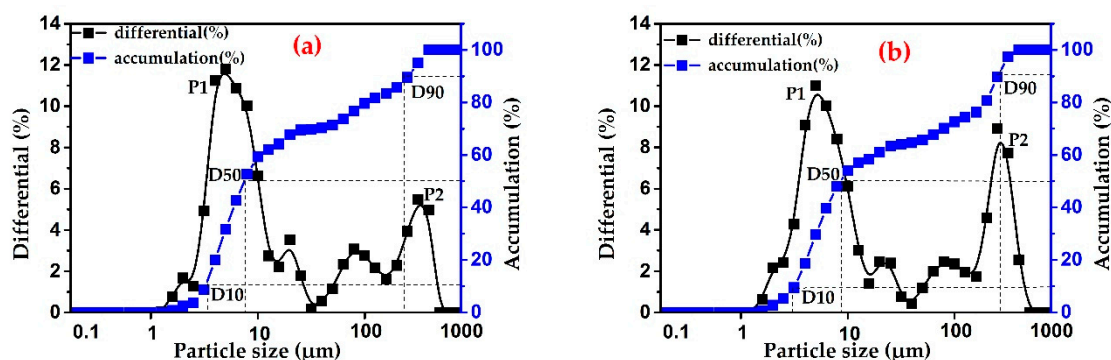 14
12
10
8
6
4
2
0
Differential (%)
differential(%)
accumulation(%)
(a)
P1
D50
D10
D90
P2
100
80
60
40
20
0
Accumulation (%)
0.1 1 10 100 1000
Particle size (μm)
14
12
10
8
6
4
2
0
Differential (%)
differential(%)
accumulation(%)
(b)
P1
D50
D10
D90
P2
100
80
60
40
20
0
Accumulation (%)
0.1 1 10 100 1000
Particle size (μm)